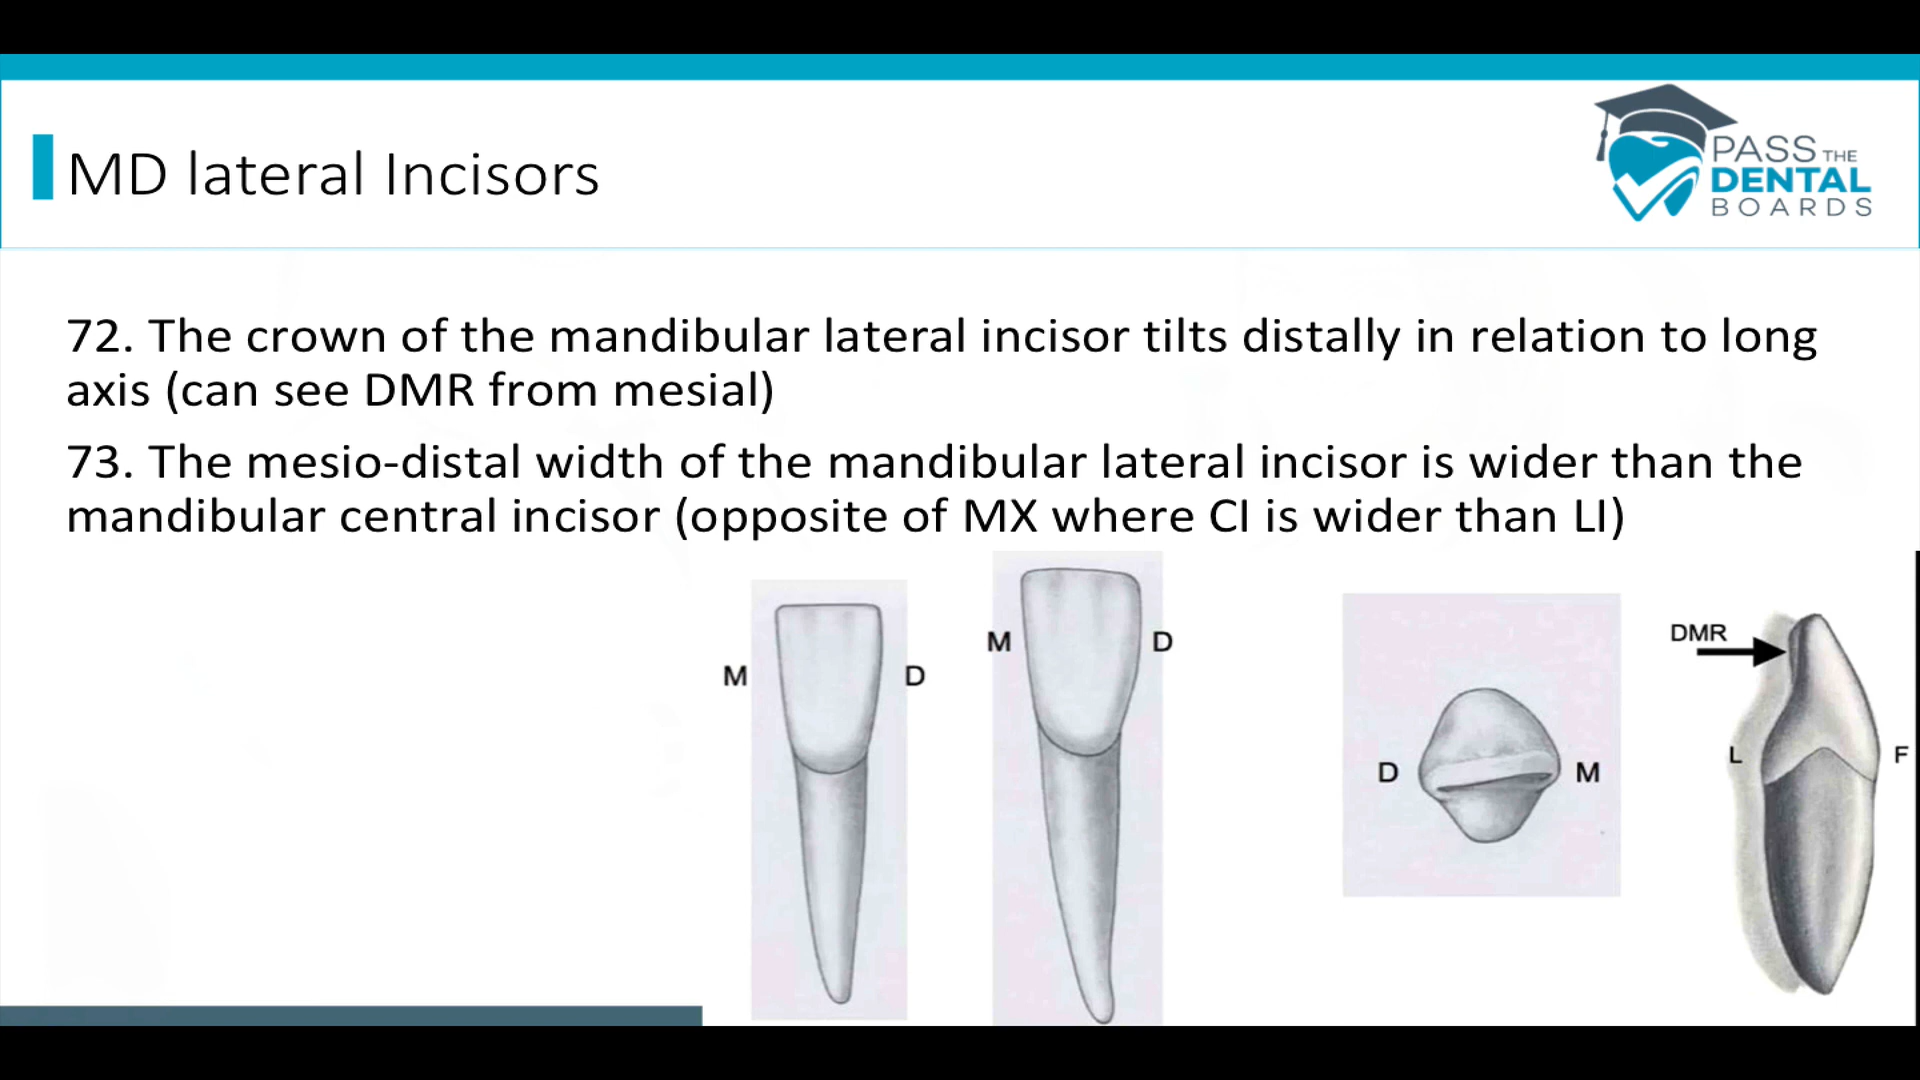 PASS THE
DENTAL
BOARDS
MD lateral Incisors
72. The crown of the mandibular lateral incisor tilts distally in relation to long
axis (can see DMR from mesial)
73. The mesio-distal width of the mandibular lateral incisor is wider than the
mandibular central incisor (opposite of MX where CI is wider than LI)
M
D
M
D
D
M
DMR
L
F